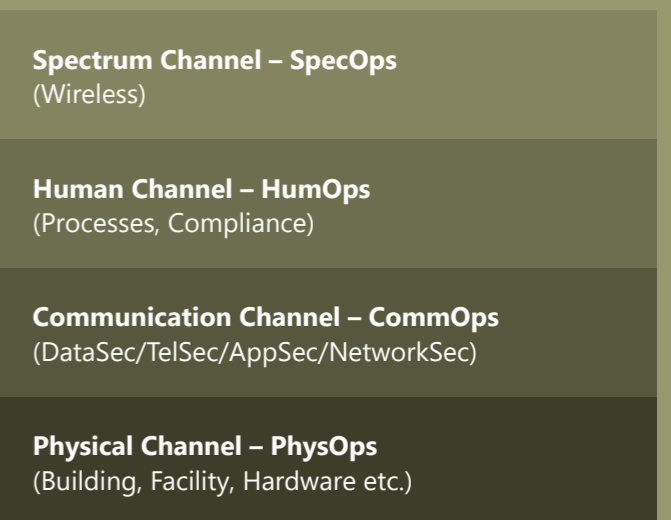 Spectrum Channel – SpecOps
(Wireless)
Human Channel – HumOps
(Processes, Compliance)
Communication Channel – CommOps
(DataSec/TelSec/AppSec/NetworkSec)
Physical Channel – PhysOps
(Building, Facility, Hardware etc.)